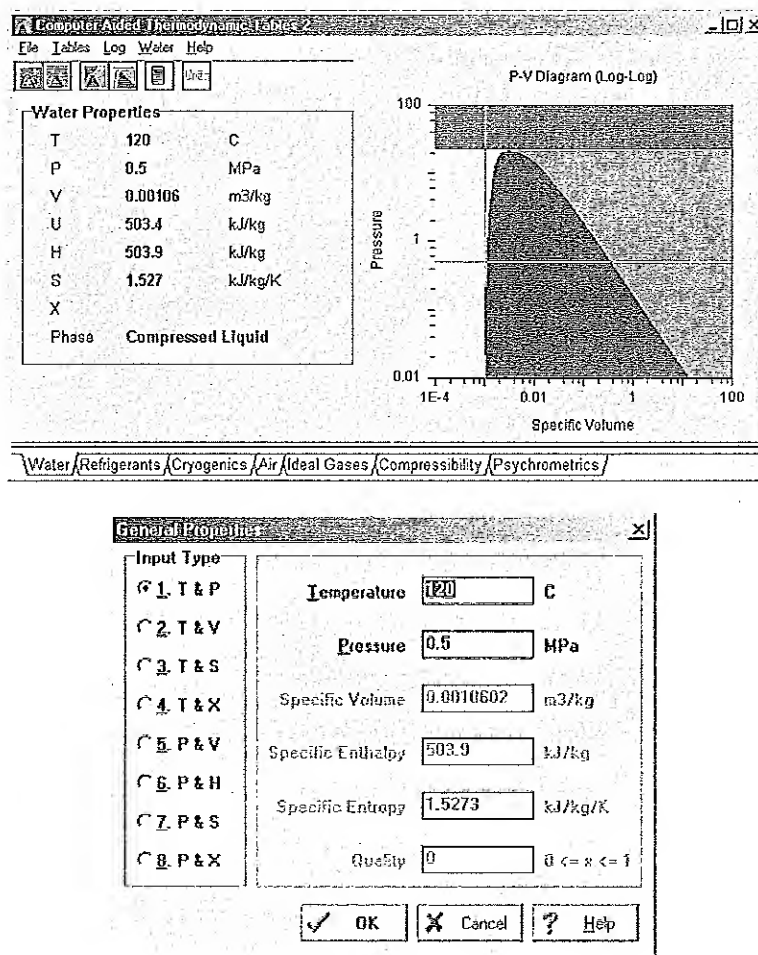 Computer Aided Thermodynamic Tables 2
File Tables Log Water Help
Units
Water Properties
T 120 C
P 0.5 MPa
V 0.00106 m3/kg
U 503.4 kJ/kg
H 503.9 kJ/kg
S 1.527 kJ/kg/K
X
Phase Compressed Liquid
P-V Diagram (Log-Log)
100
1
0.01
Pressure
1E-4 0.01 1 100
Specific Volume
Water Refrigerants Cryogenics Air Ideal Gases Compressibility Psychrometrics
General Properties
Input Type
1. T & P
2. T & V
3. T & S
4. T & X
5. P & V
6. P & H
7. P & S
8. P & X
Temperature 120 C
Pressure 0.5 MPa
Specific Volume 0.0010602 m3/kg
Specific Enthalpy 503.9 kJ/kg
Specific Entropy 1.5273 kJ/kg/K
Quality 0 0 <= x <= 1
OK Cancel ? Help